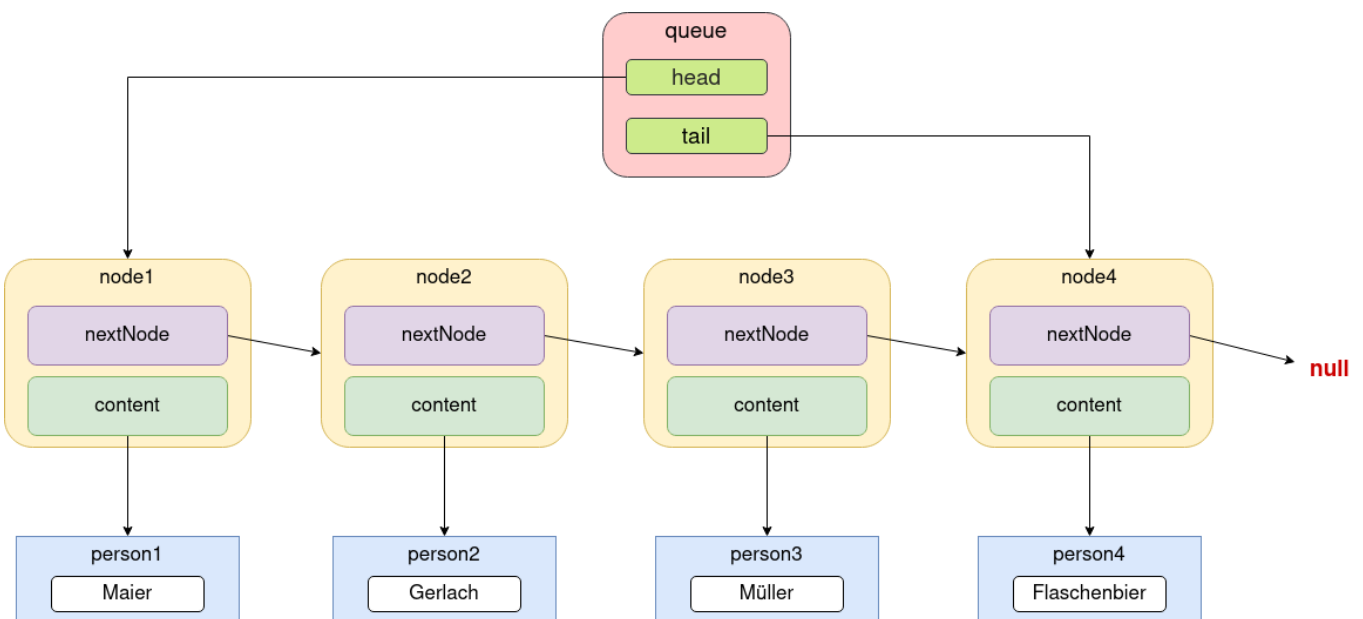 queue
head
tail
node1
node2
node3
node4
nextNode
nextNode
nextNode
nextNode
null
content
content
content
content
person1
person2
person3
person4
Maier
Gerlach
Müller
Flaschenbier